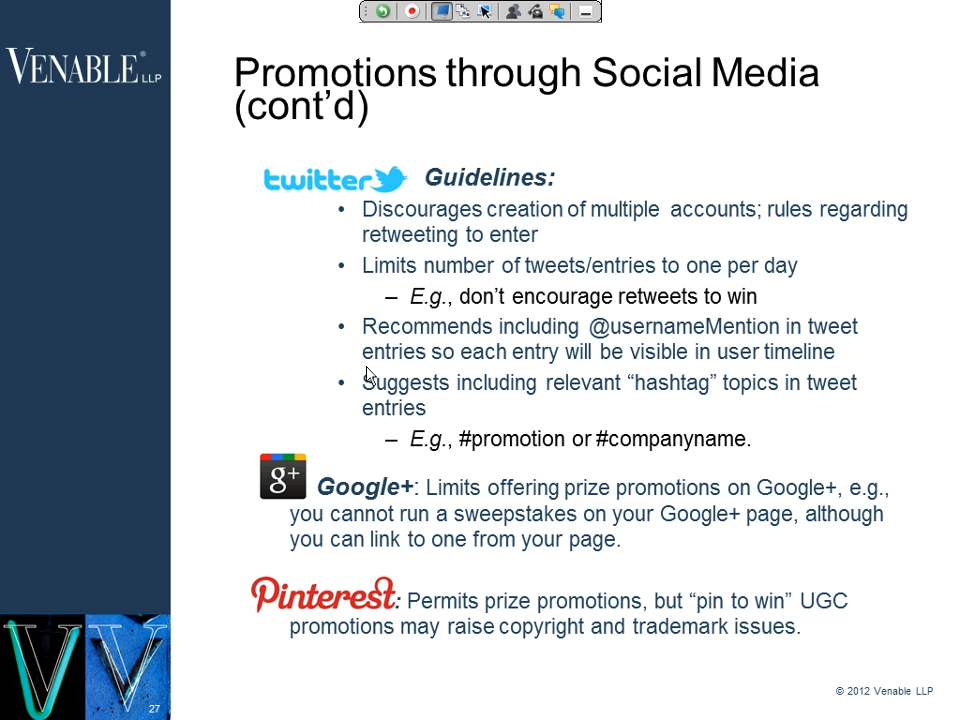 VENABLE® LLP
Promotions through Social Media
(cont’d)
twitter Guidelines:
• Discourages creation of multiple accounts; rules regarding
retweeting to enter
• Limits number of tweets/entries to one per day
– E.g., don’t encourage retweets to win
• Recommends including @usernameMention in tweet
entries so each entry will be visible in user timeline
• Suggests including relevant “hashtag” topics in tweet
entries
– E.g., #promotion or #companyname.
g+ Google+: Limits offering prize promotions on Google+, e.g.,
you cannot run a sweepstakes on your Google+ page, although
you can link to one from your page.
Pinterest: Permits prize promotions, but “pin to win” UGC
promotions may raise copyright and trademark issues.
© 2012 Venable LLP
V V
27